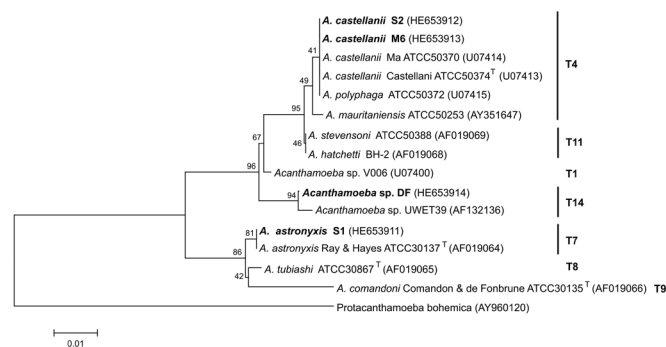 A. castellanii S2 (HE653912)
A. castellanii M6 (HE653913)
41
A. castellanii Ma ATCC50370 (U07414)
T4
49
A. castellanii Castellani ATCC50374T (U07413)
A. polyphaga ATCC50372 (U07415)
95
A. mauritaniensis ATCC50253 (AY351647)
67
A. stevensoni ATCC50388 (AF019069)
46
T11
A. hatchetti BH-2 (AF019068)
96
Acanthamoeba sp. V006 (U07400)
T1
94
Acanthamoeba sp. DF (HE653914)
T14
Acanthamoeba sp. UWET39 (AF132136)
81
A. astronyxis S1 (HE653911)
T7
86
A. astronyxis Ray & Hayes ATCC30137T (AF019064)
A. tubiashi ATCC30867T (AF019065)
T8
42
A. comandoni Comandon & de Fonbrune ATCC30135T (AF019066) T9
Protacanthamoeba bohemica (AY960120)
0.01